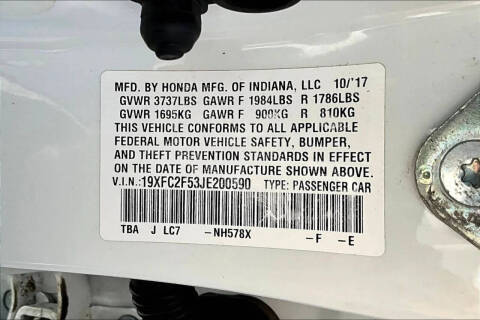 MFD. BY HONDA MFG. OF INDIANA, LLC 10/'17
GVWR 3737LBS GAWR F 1984LBS R 1786LBS
GVWR 1695KG GAWR F 900KG R 810KG
THIS VEHICLE CONFORMS TO ALL APPLICABLE
FEDERAL MOTOR VEHICLE SAFETY, BUMPER,
AND THEFT PREVENTION STANDARDS IN EFFECT
ON THE DATE OF MANUFACTURE SHOWN ABOVE.
V.I.N.:19XFC2F53JE200590 TYPE: PASSENGER CAR
TBA J LC7 -NH578X -F -E